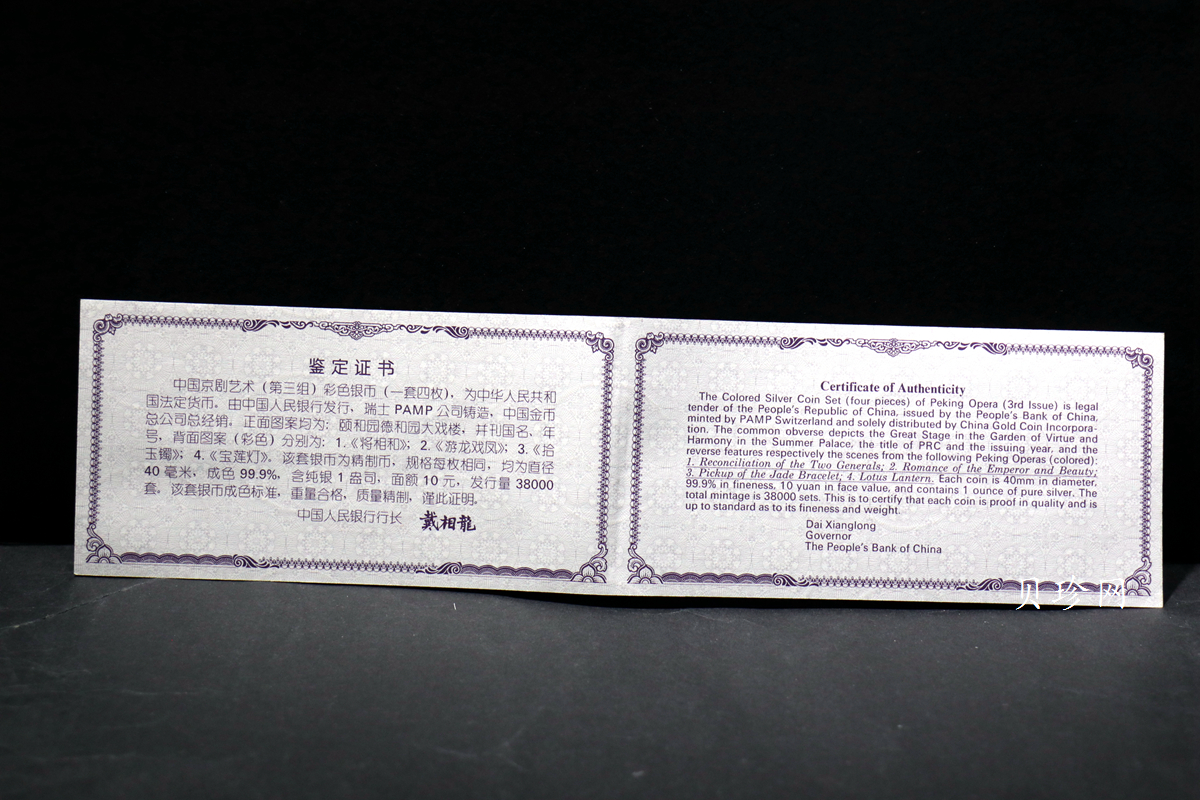 鉴定证书
中国京剧艺术（第三组）彩色银币（一套四枚），为中华人民共和
国法定货币，由中国人民银行发行，瑞士 PAMP 公司铸造，中国金币
总公司总经销，正面图案均为：颐和园德和园大戏楼，并刊国名、年
号，背面图案（彩色）分别为：1.《将相和》；2.《游龙戏凤》；3.《拾
玉镯》；4.《宝莲灯》。该套银币为精制币，规格每枚相同，均为直径
40 毫米，成色 99.9%，含纯银 1 盎司，面额 10 元，发行量 38000
套，该套银币成色标准，重量合格，质量精制，谨此证明。
中国人民银行行长 戴相龍
Certificate of Authenticity
The Colored Silver Coin Set (four pieces) of Peking Opera (3rd Issue) is legal
tender of the People's Republic of China, issued by the People's Bank of China,
minted by PAMP Switzerland and solely distributed by China Gold Coin Incorpora-
tion. The common obverse depicts the Great Stage in the Garden of Virtue and
Harmony in the Summer Palace, the title of PRC and the issuing year, and the
reverse features respectively the scenes from the following Peking Operas (colored):
1. Reconciliation of the Two Generals; 2. Romance of the Emperor and Beauty;
3. Pickup of the Jade Bracelet; 4. Lotus Lantern. Each coin is 40mm in diameter,
99.9% in fineness, 10 yuan in face value, and contains 1 ounce of pure silver. The
total mintage is 38000 sets. This is to certify that each coin is proof in quality and is
up to standard as to its fineness and weight.
Dai Xianglong
Governor
The People's Bank of China
贝珍网